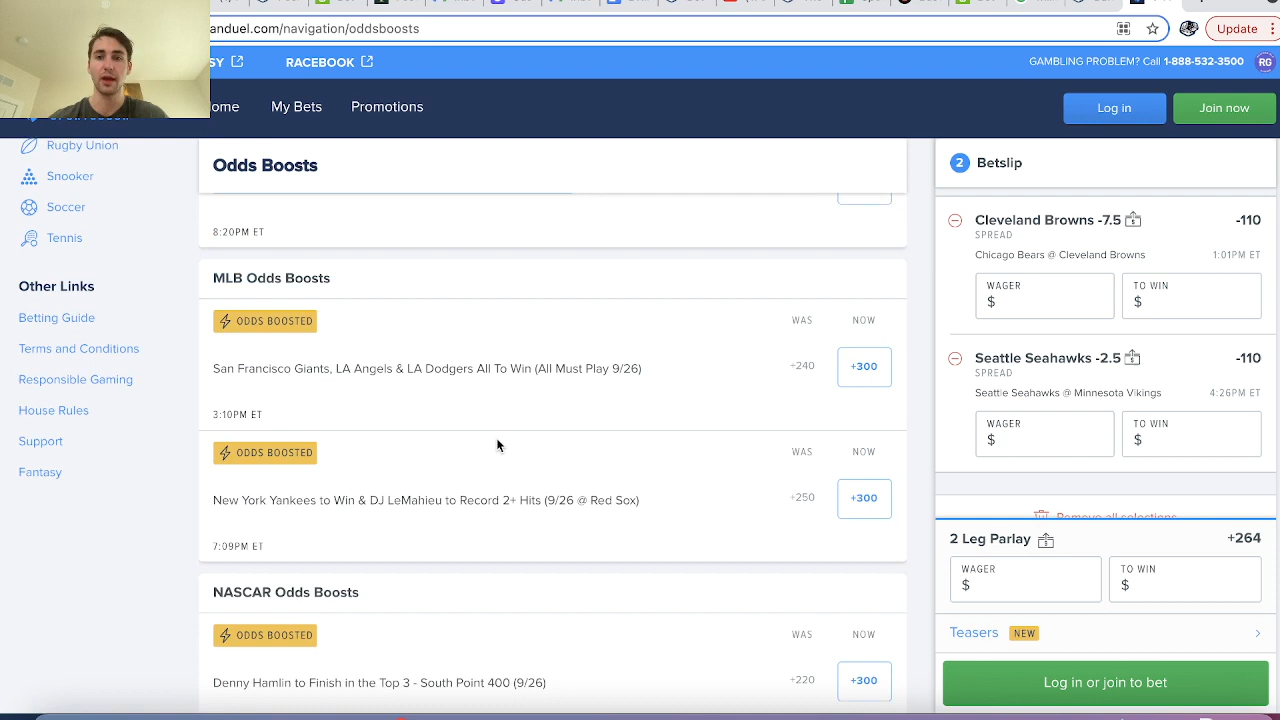 anduel.com/navigation/oddsboosts
Update
RACEBOOK
GAMBLING PROBLEM? Call 1-888-532-3500
RG
My Bets
Promotions
Log in
Join now
Rugby Union
Snooker
Soccer
Tennis
Other Links
Betting Guide
Terms and Conditions
Responsible Gaming
House Rules
Support
Fantasy
Odds Boosts
8:20PM ET
MLB Odds Boosts
ODDS BOOSTED
WAS
NOW
San Francisco Giants, LA Angels & LA Dodgers All To Win (All Must Play 9/26)
+240
+300
3:10PM ET
ODDS BOOSTED
WAS
NOW
New York Yankees to Win & DJ LeMahieu to Record 2+ Hits (9/26 @ Red Sox)
+250
+300
7:09PM ET
NASCAR Odds Boosts
ODDS BOOSTED
WAS
NOW
Denny Hamlin to Finish in the Top 3 - South Point 400 (9/26)
+220
+300
2 Betslip
Cleveland Browns -7.5
-110
SPREAD
Chicago Bears @ Cleveland Browns
1:01PM ET
WAGER
$
TO WIN
$
Seattle Seahawks -2.5
-110
SPREAD
Seattle Seahawks @ Minnesota Vikings
4:26PM ET
WAGER
$
TO WIN
$
Remove all selections
2 Leg Parlay
+264
WAGER
$
TO WIN
$
Teasers NEW
Log in or join to bet